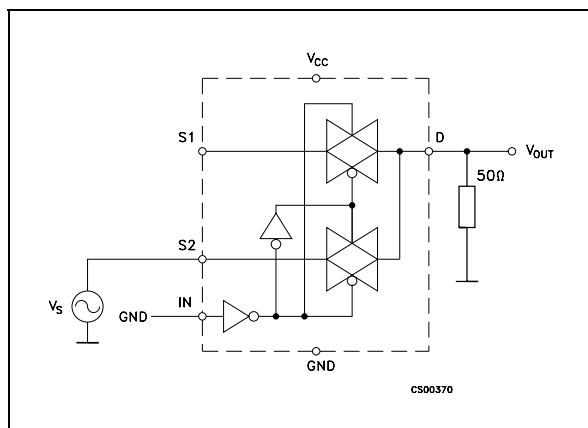 VCC
S1
D
VOUT
50Ω
S2
VS
IN
GND
GND
CS00370